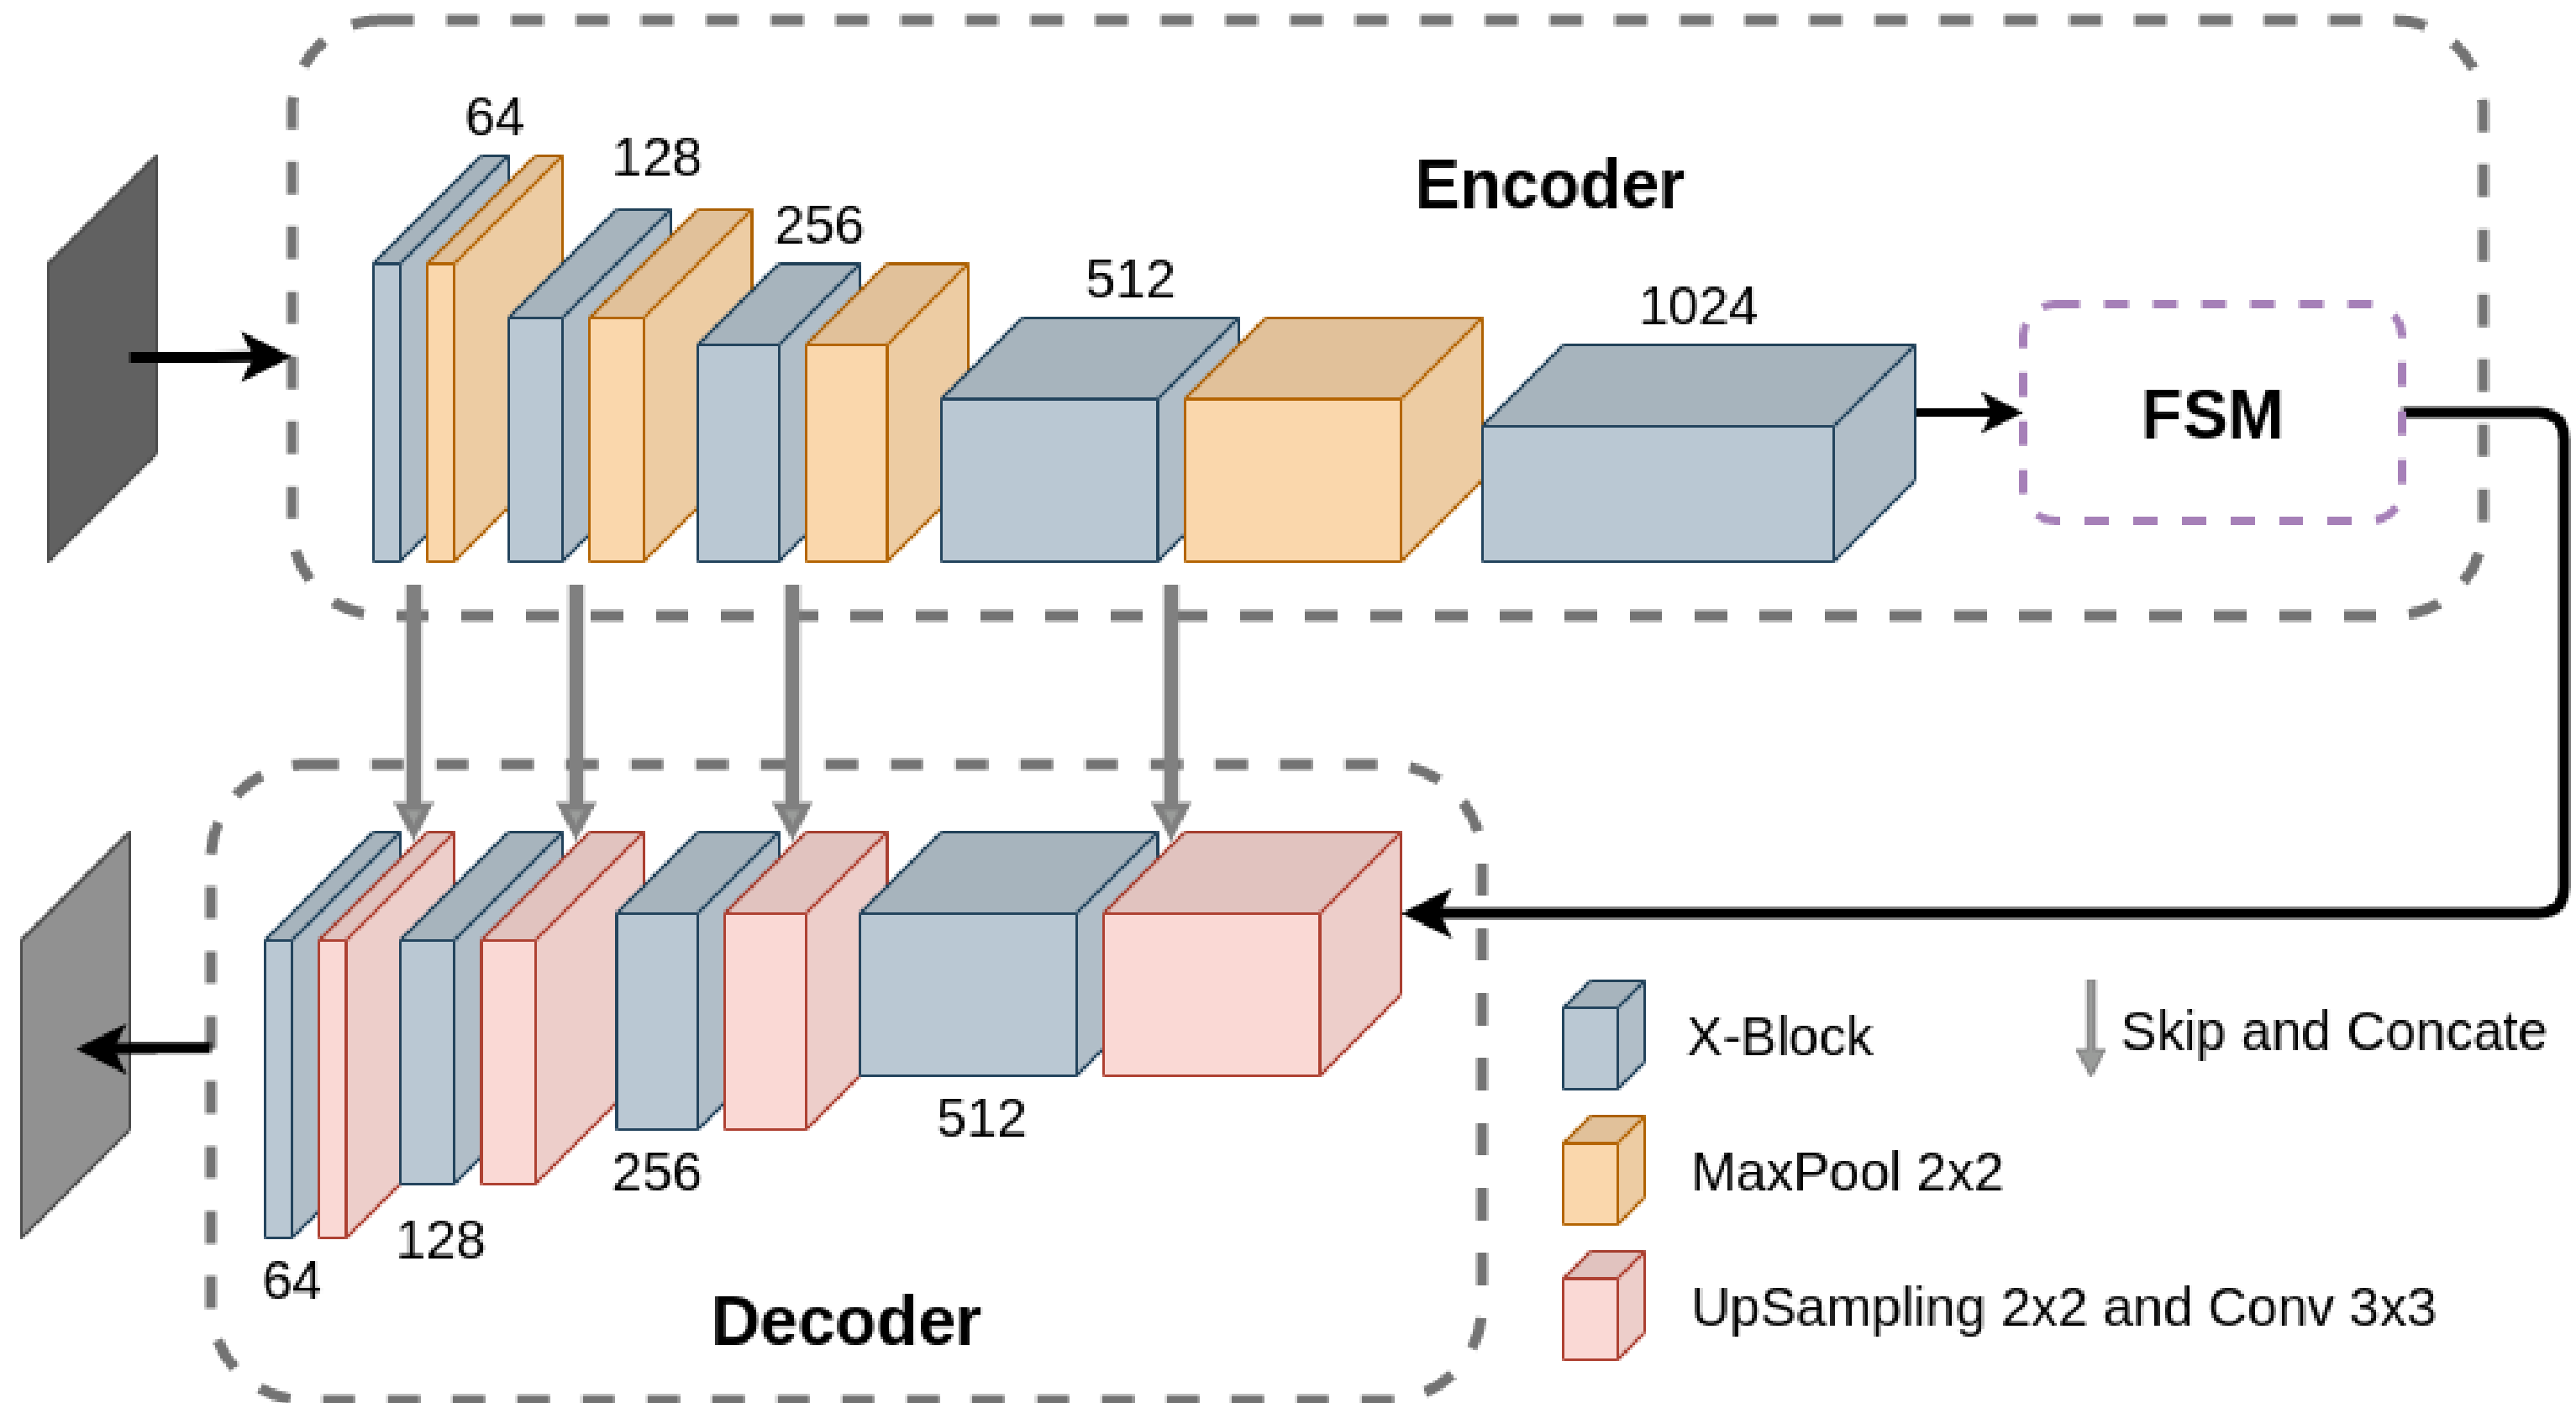 64
128
256
512
1024
Encoder
FSM
512
256
128
64
Decoder
X-Block
Skip and Concate
MaxPool 2x2
UpSampling 2x2 and Conv 3x3